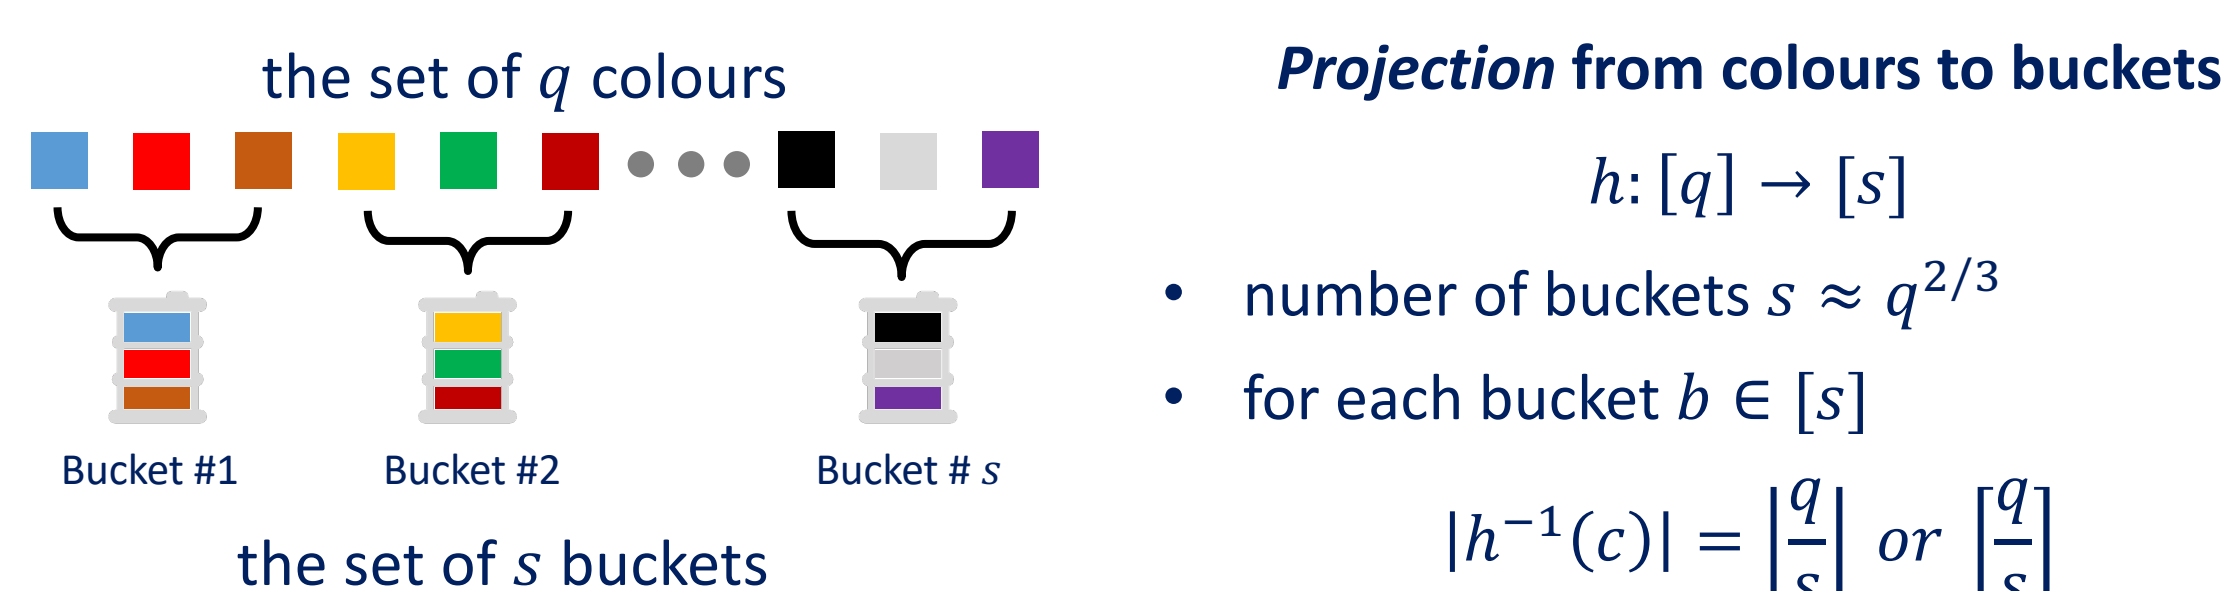 the set of q colours
Bucket #1
Bucket #2
Bucket # s
the set of s buckets
Projection from colours to buckets
h: [q] → [s]
• number of buckets s ≈ q^{2/3}
• for each bucket b ∈ [s]
|h^{-1}(c)| = ⌊q/s⌋ or ⌈q/s⌉